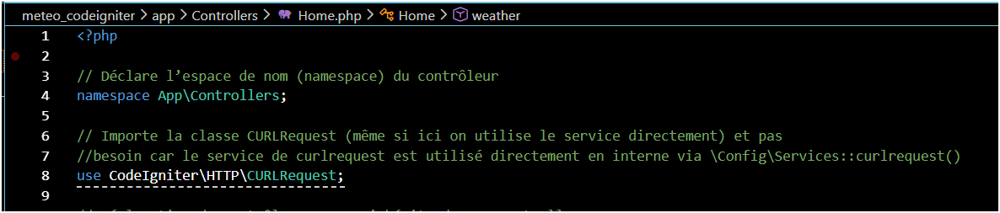 meteo_codeigniter > app > Controllers > Home.php > Home > weather
1 <?php
2
3 // Déclare l’espace de nom (namespace) du contrôleur
4 namespace App\Controllers;
5
6 // Importe la classe CURLRequest (même si ici on utilise le service directement) et pas
7 //besoin car le service de curlrequest est utilisé directement en interne via \Config\Services::curlrequest()
8 use CodeIgniter\HTTP\CURLRequest;
9